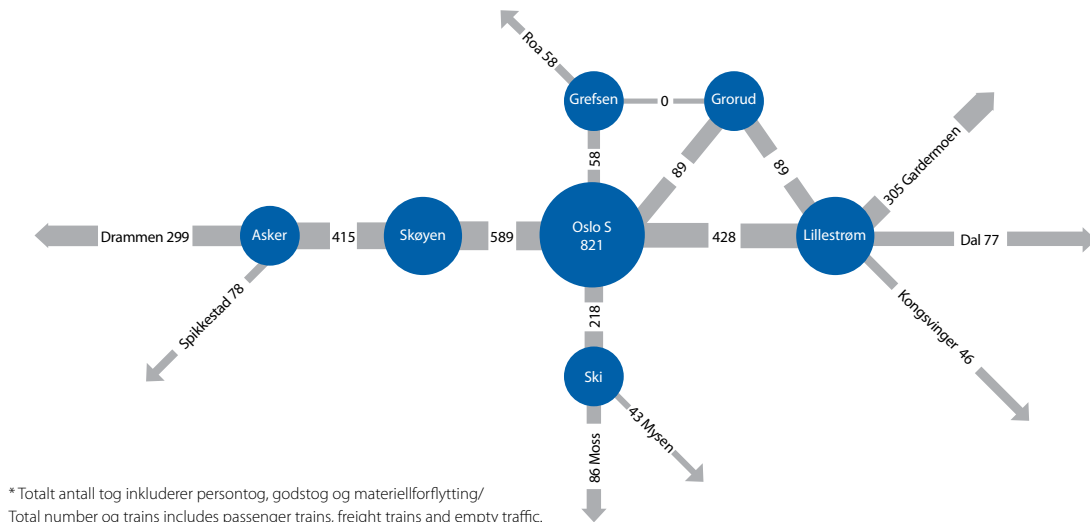 Roa 58
Grefsen
0
Grorud
58
89
89
305 Gardermoen
Drammen 299
Asker
415
Skøyen
589
Oslo S
821
428
Lillestrøm
Dal 77
Spikkestad 78
218
Kongsvinger 46
Ski
43 Mysen
86 Moss
* Totalt antall tog inkluderer persontog, godstog og materiellforflytting/
Total number og trains includes passenger trains, freight trains and empty traffic.